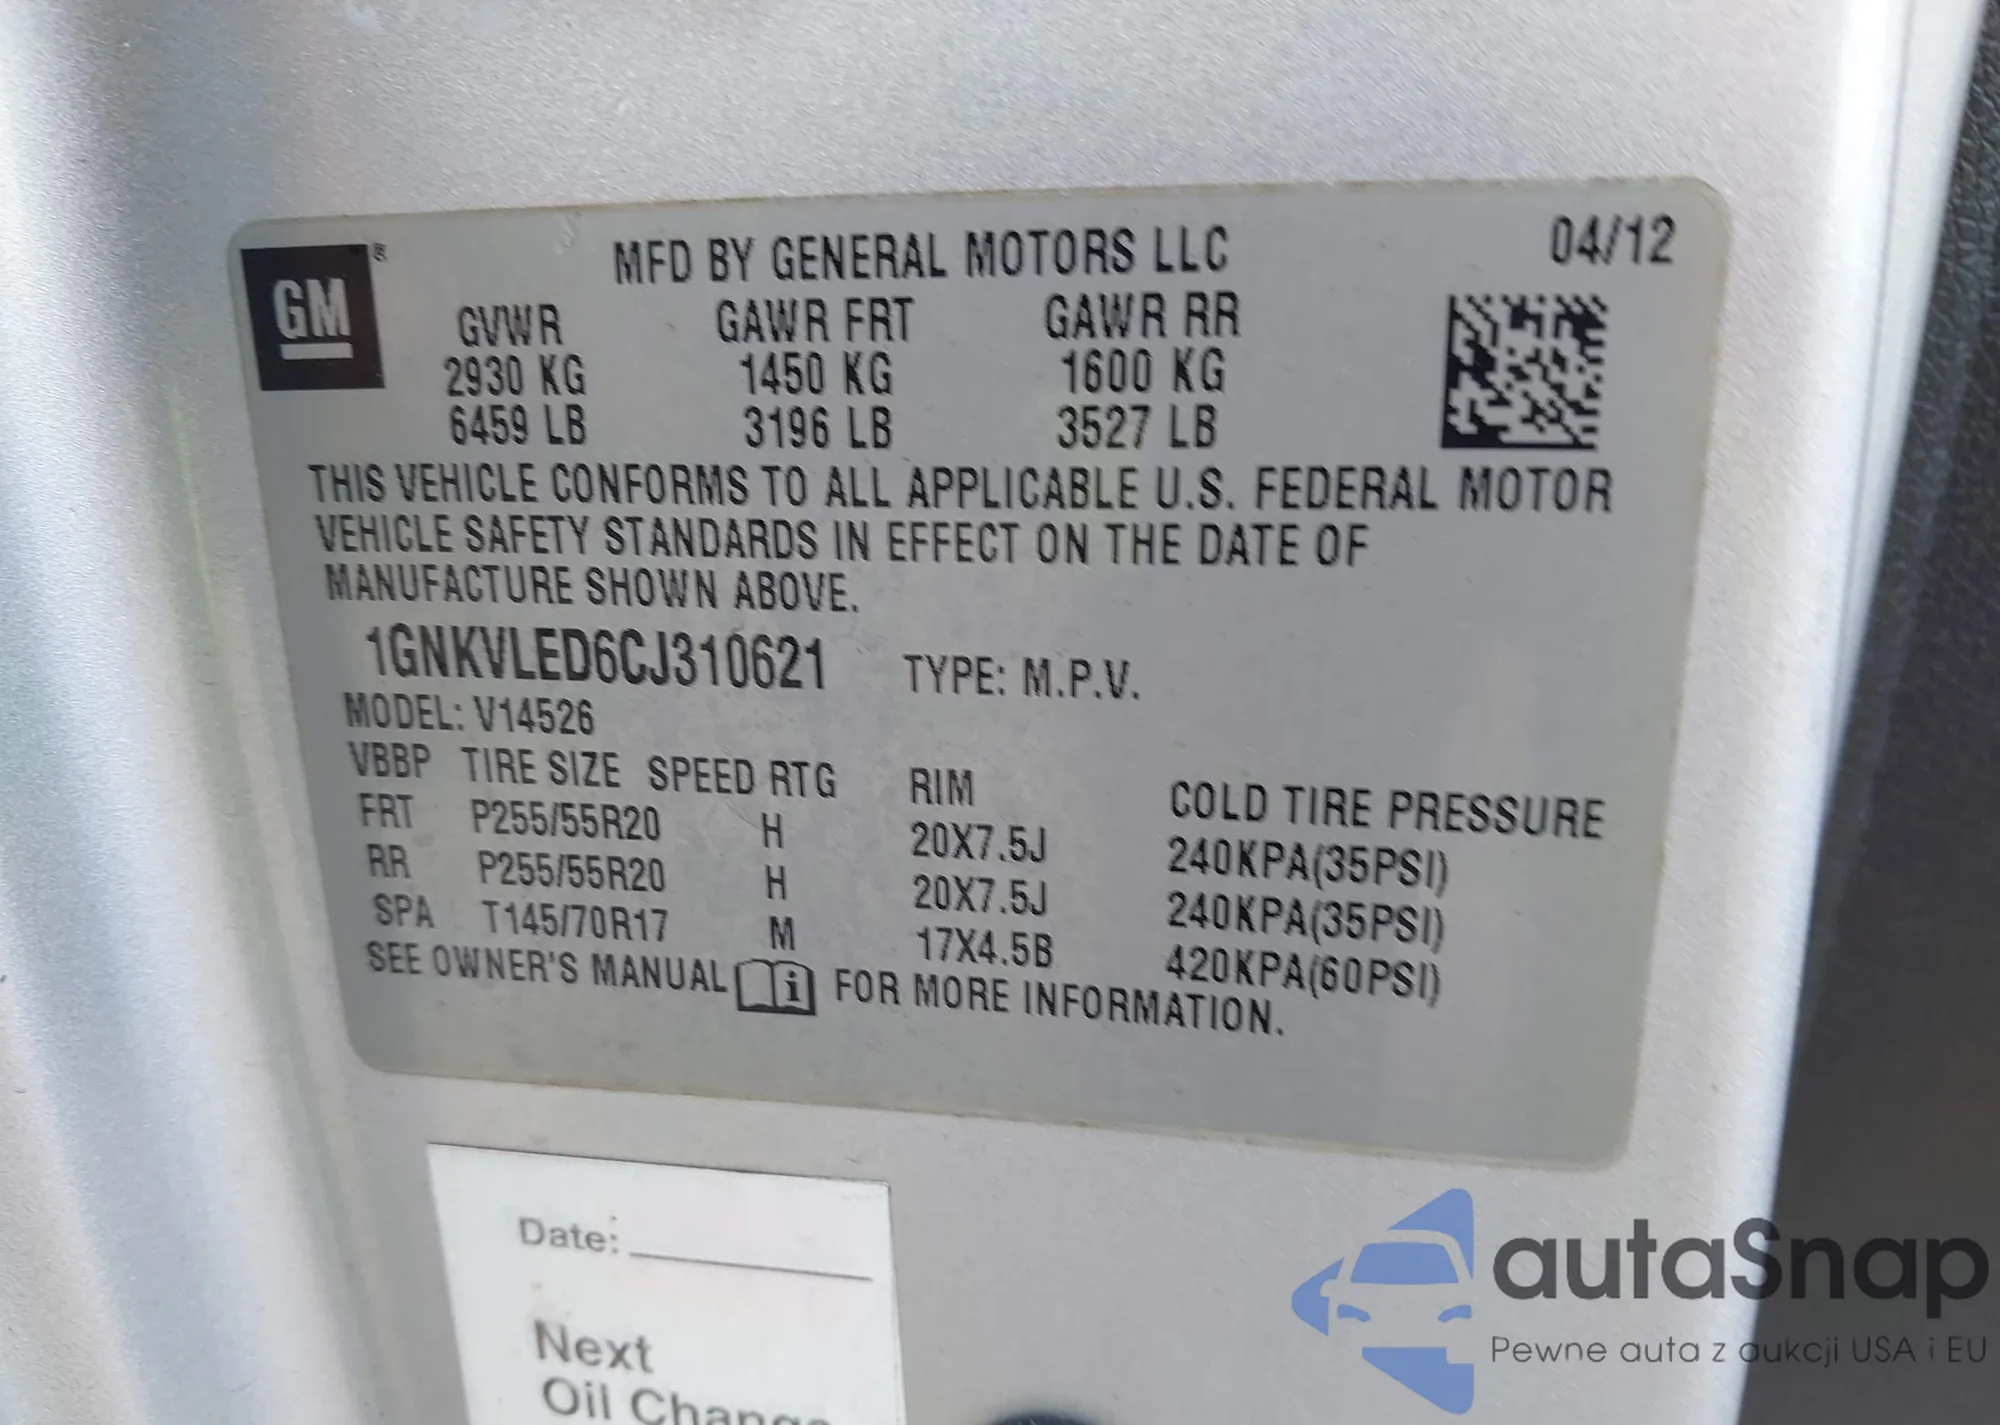 GM®
MFD BY GENERAL MOTORS LLC 04/12
GVWR GAWR FRT GAWR RR
2930 KG 1450 KG 1600 KG
6459 LB 3196 LB 3527 LB
THIS VEHICLE CONFORMS TO ALL APPLICABLE U.S. FEDERAL MOTOR
VEHICLE SAFETY STANDARDS IN EFFECT ON THE DATE OF
MANUFACTURE SHOWN ABOVE.
1GNKVLED6CJ310621 TYPE: M.P.V.
MODEL: V14526
VBBP TIRE SIZE SPEED RTG RIM COLD TIRE PRESSURE
FRT P255/55R20 H 20X7.5J 240KPA(35PSI)
RR P255/55R20 H 20X7.5J 240KPA(35PSI)
SPA T145/70R17 M 17X4.5B 420KPA(60PSI)
SEE OWNER'S MANUAL i FOR MORE INFORMATION.
Date:
Next
Oil Change
autaSnap
Pewne auta z aukcji USA i EU